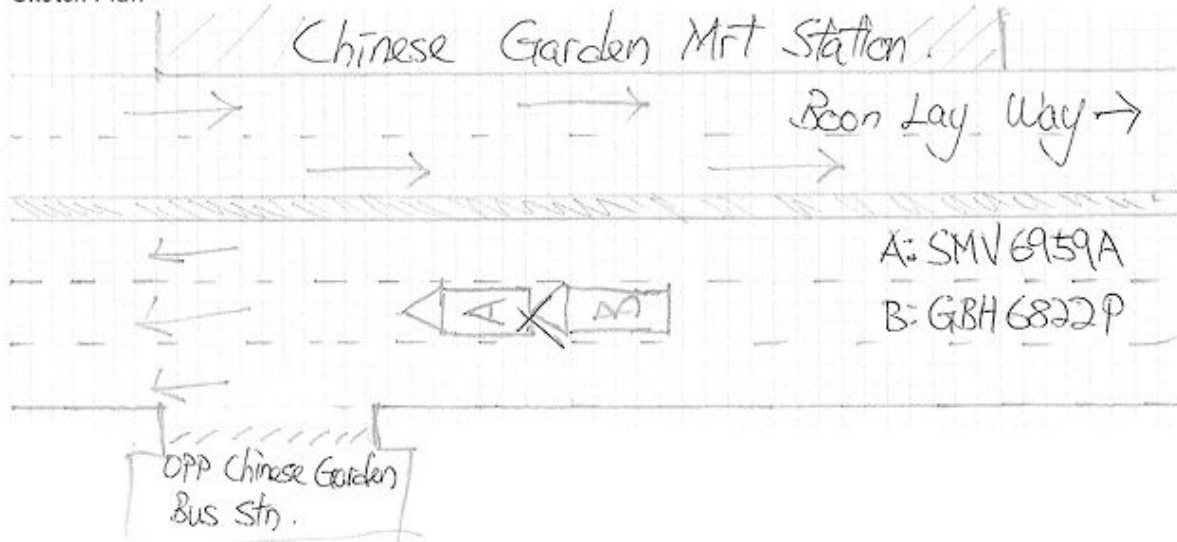 Sketch Plan
Chinese Garden Mrt Station.
Boon Lay Way →
A: SMV6959A
B: GBH6822P
A
B
OPP Chinese Garden
Bus Stn.